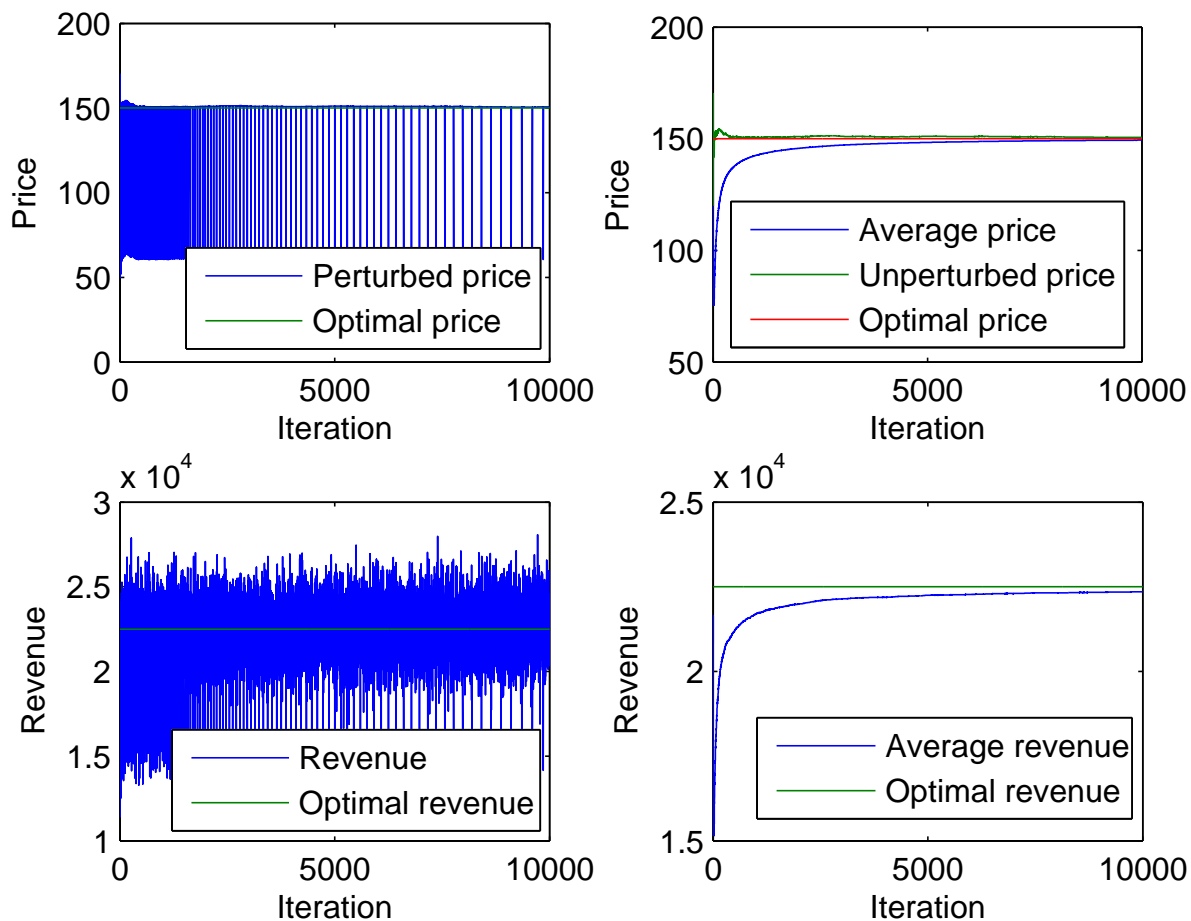 200
150
100
50
0
Price
0 5000 10000
Iteration
Perturbed price
Optimal price
200
150
100
50
Price
0 5000 10000
Iteration
Average price
Unperturbed price
Optimal price
x 10^4
3
2.5
2
1.5
1
Revenue
0 5000 10000
Iteration
Revenue
Optimal revenue
x 10^4
2.5
2
1.5
Revenue
0 5000 10000
Iteration
Average revenue
Optimal revenue